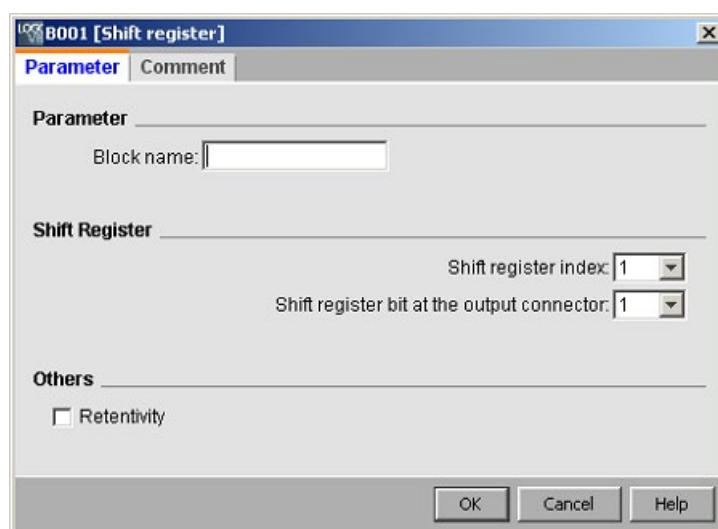 B001 [Shift register]
Parameter Comment
Parameter
Block name:
Shift Register
Shift register index: 1
Shift register bit at the output connector: 1
Others
Retentivity
OK Cancel Help